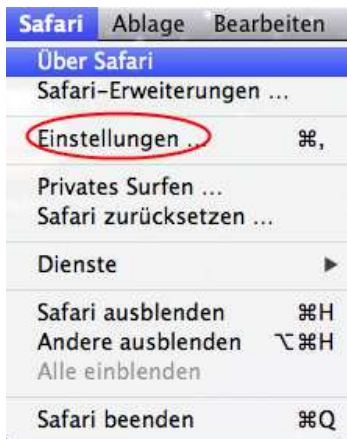 Safari Ablage Bearbeiten
Über Safari
Safari-Erweiterungen ...
Einstellungen ... ⌘,
Privates Surfen ...
Safari zurücksetzen ...
Dienste ▶
Safari ausblenden ⌘H
Andere ausblenden ⌥⌘H
Alle einblenden
Safari beenden ⌘Q